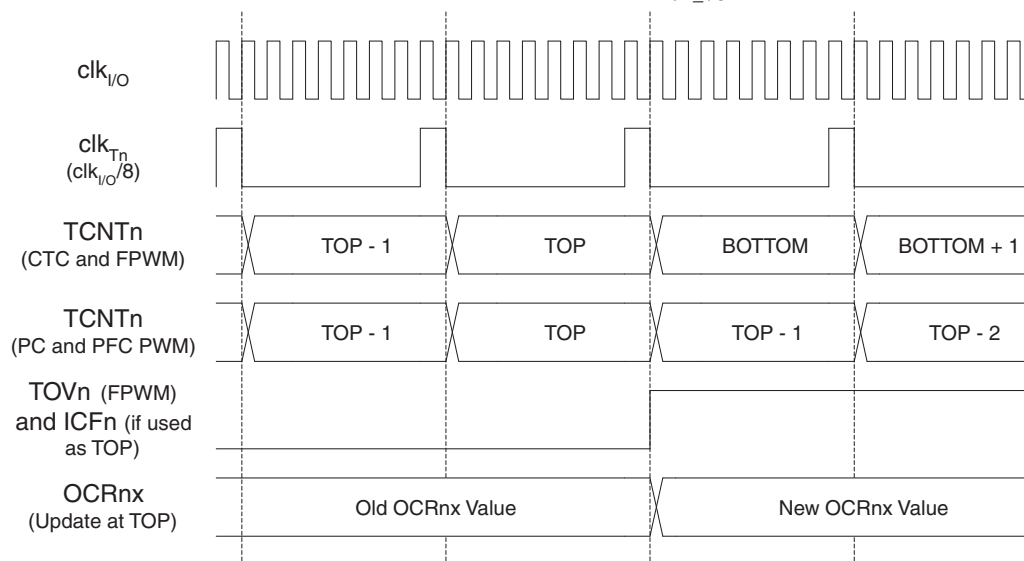 clkI/O
clkTn
(clkI/O/8)
TCNTn
(CTC and FPWM)
TOP - 1
TOP
BOTTOM
BOTTOM + 1
TCNTn
(PC and PFC PWM)
TOP - 1
TOP
TOP - 1
TOP - 2
TOVn (FPWM)
and ICFn (if used
as TOP)
OCRnx
(Update at TOP)
Old OCRnx Value
New OCRnx Value